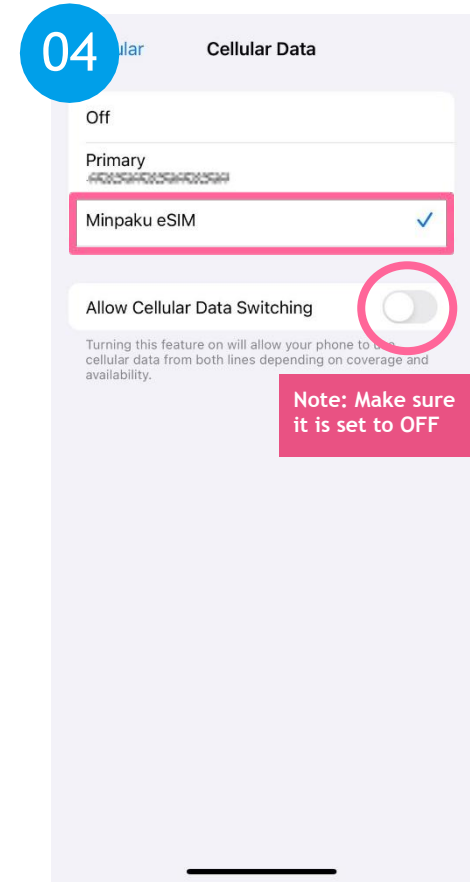 04
ular
Cellular Data
Off
Primary
Minpaku eSIM
Allow Cellular Data Switching
Turning this feature on will allow your phone to use
cellular data from both lines depending on coverage and
availability.
Note: Make sure
it is set to OFF